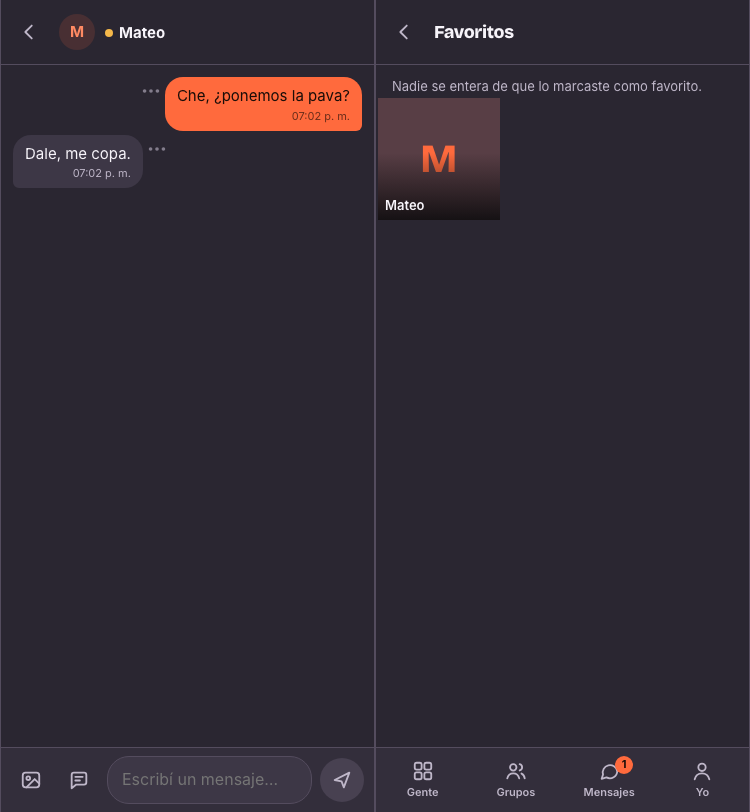 M
Mateo
Che, ¿ponemos la pava?
07:02 p. m.
Dale, me copa.
07:02 p. m.
Escribí un mensaje...
Favoritos
Nadie se entera de que lo marcaste como favorito.
M
Mateo
Gente
Grupos
1
Mensajes
Yo